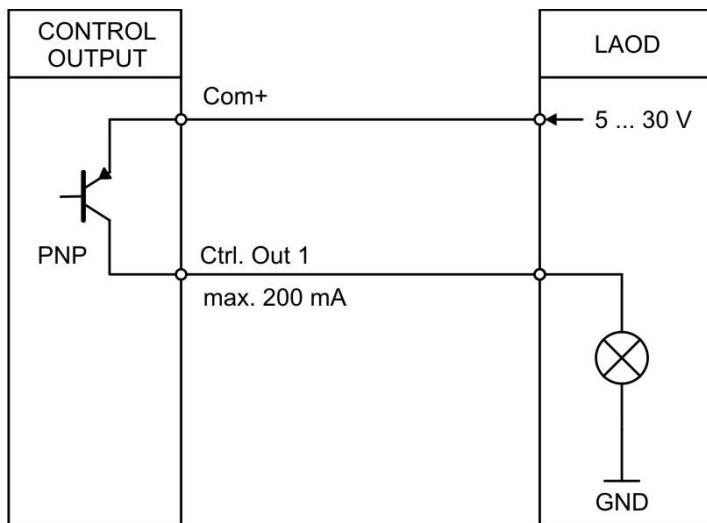 CONTROL
OUTPUT
LAOD
Com+
5 ... 30 V
PNP
Ctrl. Out 1
max. 200 mA
GND